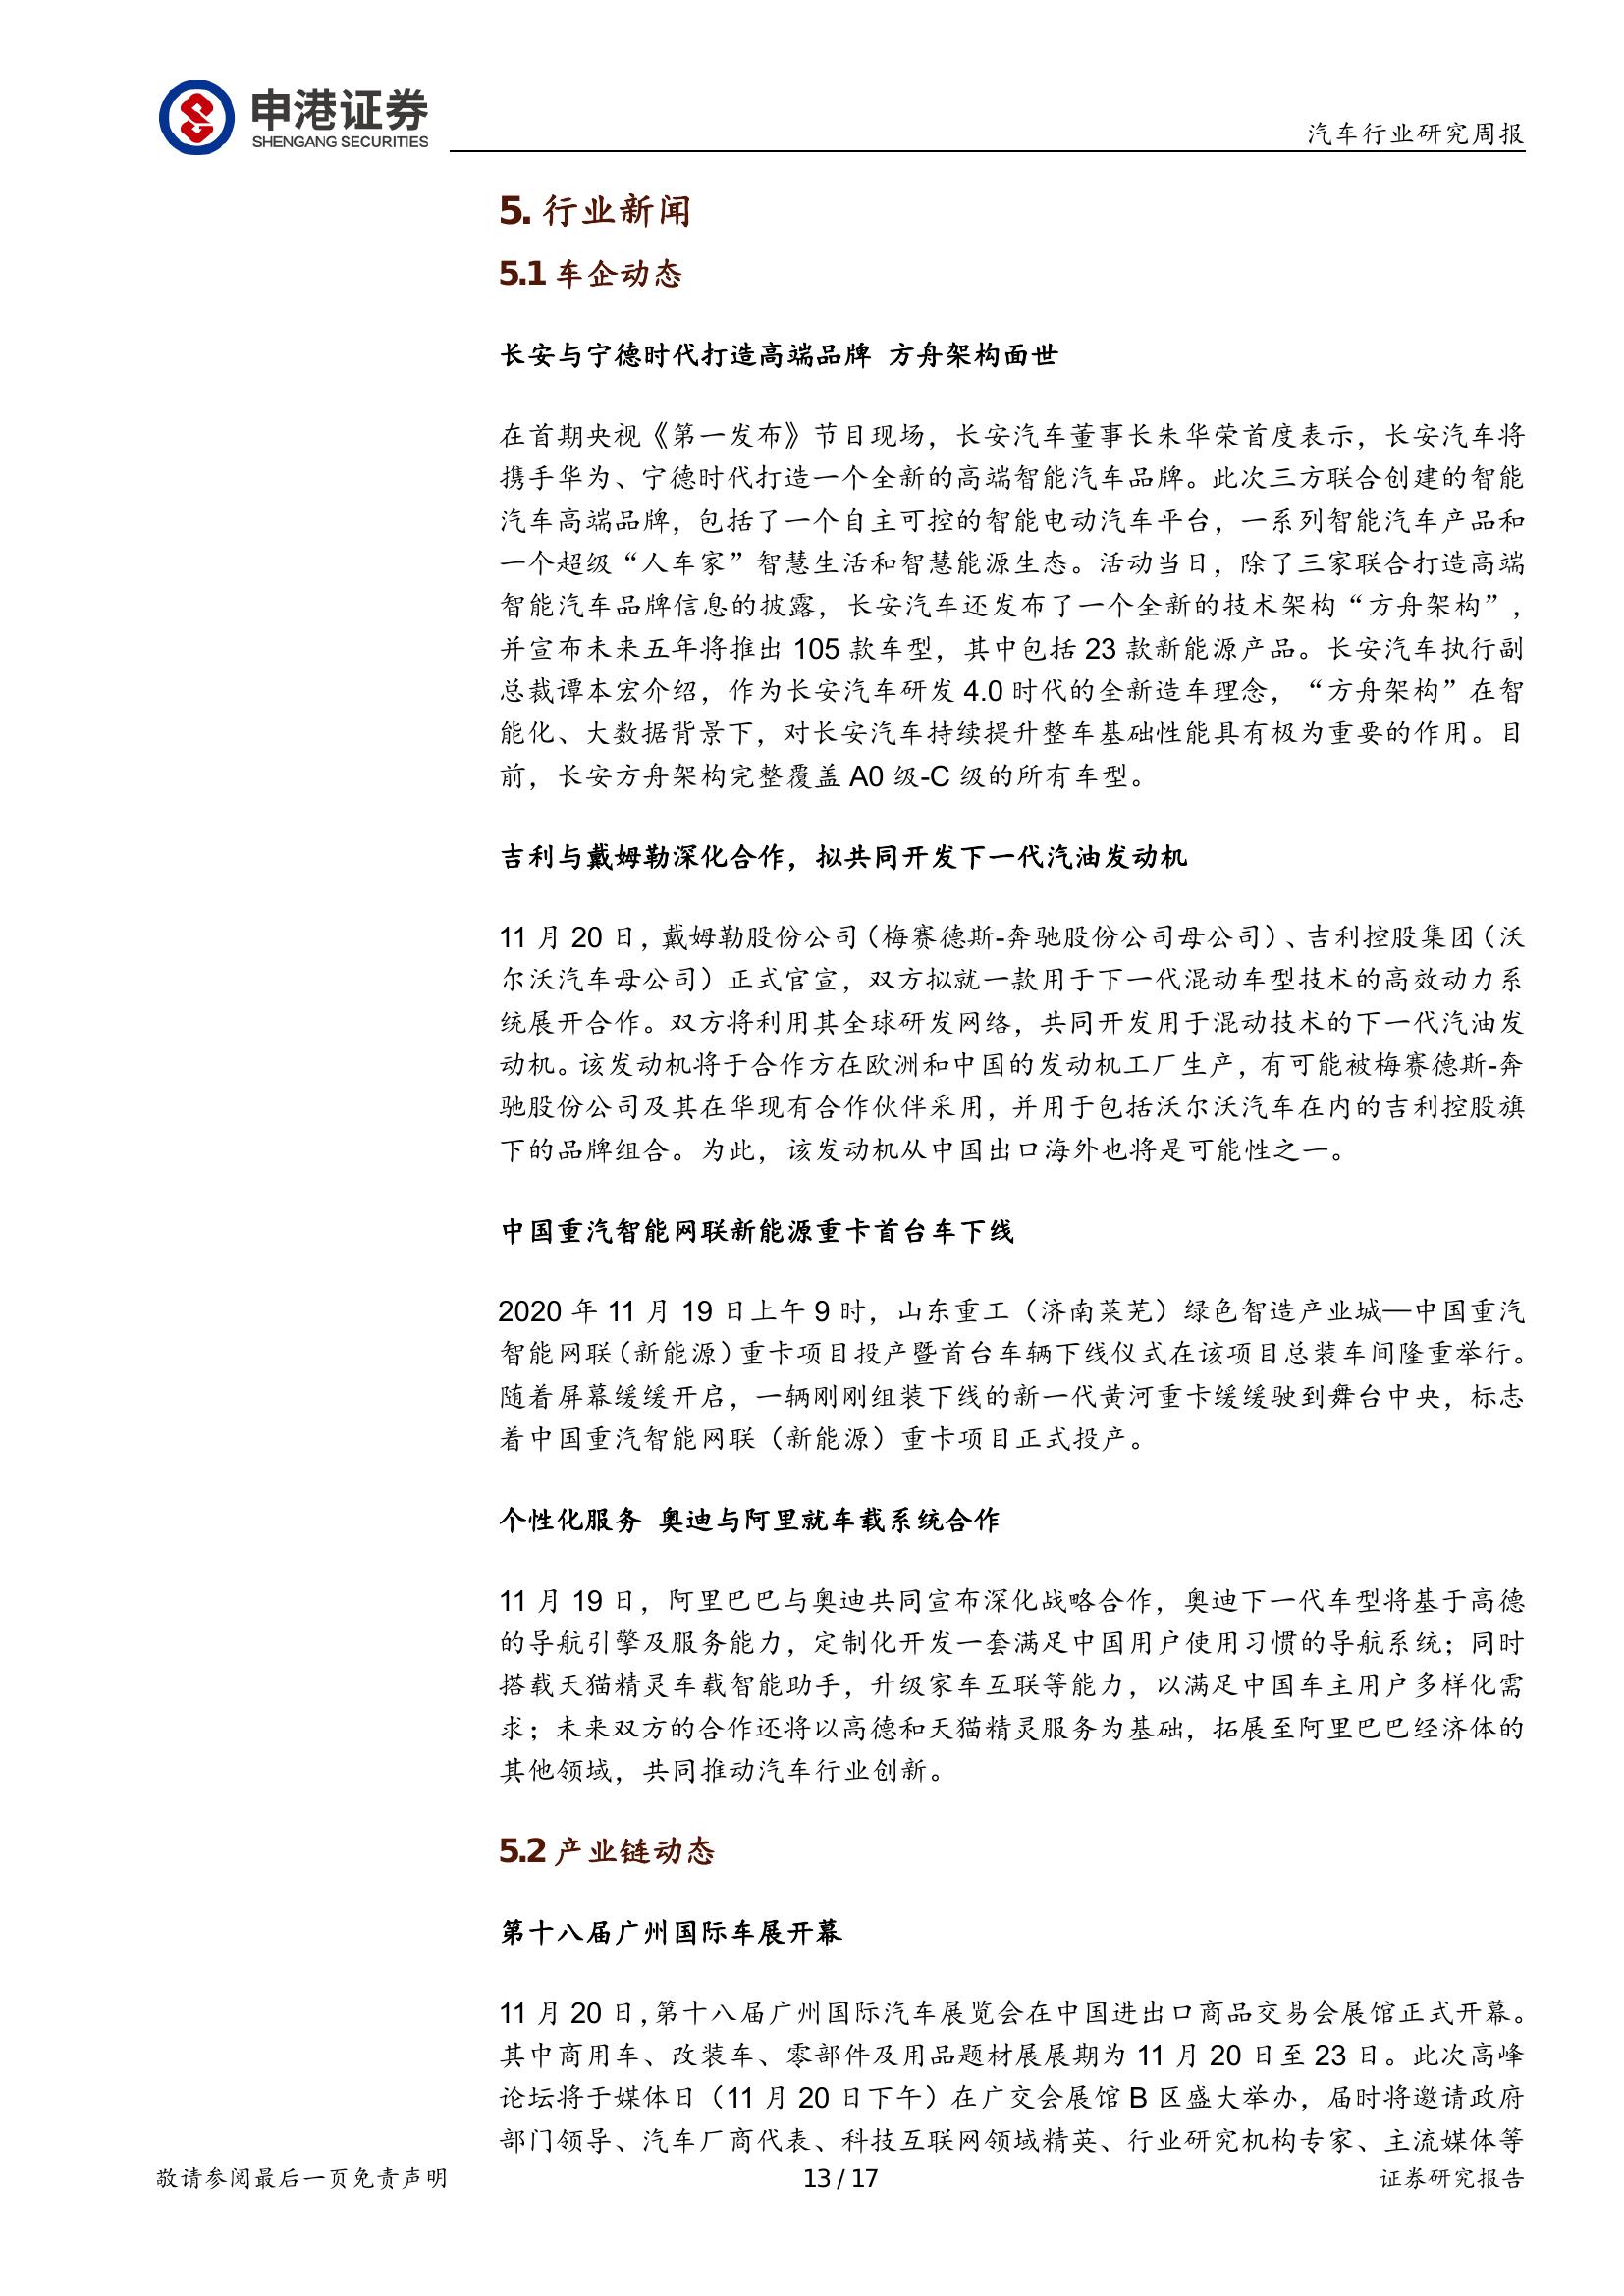 申港证券
SHENGANG SECURITIES
汽车行业研究周报
5. 行业新闻
5.1 车企动态
长安与宁德时代打造高端品牌 方舟架构面世
在首期央视《第一发布》节目现场，长安汽车董事长朱华荣首度表示，长安汽车将
携手华为、宁德时代打造一个全新的高端智能汽车品牌。此次三方联合创建的智能
汽车高端品牌，包括了一个自主可控的智能电动汽车平台，一系列智能汽车产品和
一个超级“人车家”智慧生活和智慧能源生态。活动当日，除了三家联合打造高端
智能汽车品牌信息的披露，长安汽车还发布了一个全新的技术架构“方舟架构”，
并宣布未来五年将推出 105 款车型，其中包括 23 款新能源产品。长安汽车执行副
总裁谭本宏介绍，作为长安汽车研发 4.0 时代的全新造车理念，“方舟架构”在智
能化、大数据背景下，对长安汽车持续提升整车基础性能具有极为重要的作用。目
前，长安方舟架构完整覆盖 A0 级-C 级的所有车型。
吉利与戴姆勒深化合作，拟共同开发下一代汽油发动机
11 月 20 日，戴姆勒股份公司（梅赛德斯-奔驰股份公司母公司）、吉利控股集团（沃
尔沃汽车母公司）正式官宣，双方拟就一款用于下一代混动车型技术的高效动力系
统展开合作。双方将利用其全球研发网络，共同开发用于混动技术的下一代汽油发
动机。该发动机将于合作方在欧洲和中国的发动机工厂生产，有可能被梅赛德斯-奔
驰股份公司及其在华现有合作伙伴采用，并用于包括沃尔沃汽车在内的吉利控股旗
下的品牌组合。为此，该发动机从中国出口海外也将是可能性之一。
中国重汽智能网联新能源重卡首台车下线
2020 年 11 月 19 日上午 9 时，山东重工（济南莱芜）绿色智造产业城—中国重汽
智能网联（新能源）重卡项目投产暨首台车辆下线仪式在该项目总装车间隆重举行。
随着屏幕缓缓开启，一辆刚刚组装下线的新一代黄河重卡缓缓驶到舞台中央，标志
着中国重汽智能网联（新能源）重卡项目正式投产。
个性化服务 奥迪与阿里就车载系统合作
11 月 19 日，阿里巴巴与奥迪共同宣布深化战略合作，奥迪下一代车型将基于高德
的导航引擎及服务能力，定制化开发一套满足中国用户使用习惯的导航系统；同时
搭载天猫精灵车载智能助手，升级家车互联等能力，以满足中国车主用户多样化需
求；未来双方的合作还将以高德和天猫精灵服务为基础，拓展至阿里巴巴经济体的
其他领域，共同推动汽车行业创新。
5.2 产业链动态
第十八届广州国际车展开幕
11 月 20 日，第十八届广州国际汽车展览会在中国进出口商品交易会展馆正式开幕。
其中商用车、改装车、零部件及用品题材展展期为 11 月 20 日至 23 日。此次高峰
论坛将于媒体日（11 月 20 日下午）在广交会展馆 B 区盛大举办，届时将邀请政府
部门领导、汽车厂商代表、科技互联网领域精英、行业研究机构专家、主流媒体等
敬请参阅最后一页免责声明
13 / 17
证券研究报告